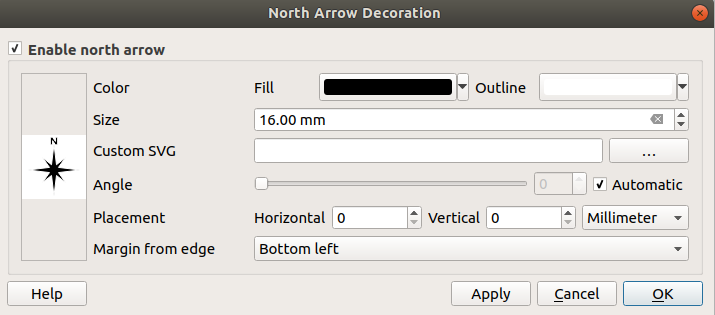 North Arrow Decoration
Enable north arrow
N
Color Fill Outline
Size 16.00 mm
Custom SVG ...
Angle 0 Automatic
Placement Horizontal 0 Vertical 0 Millimeter
Margin from edge Bottom left
Help Apply Cancel OK